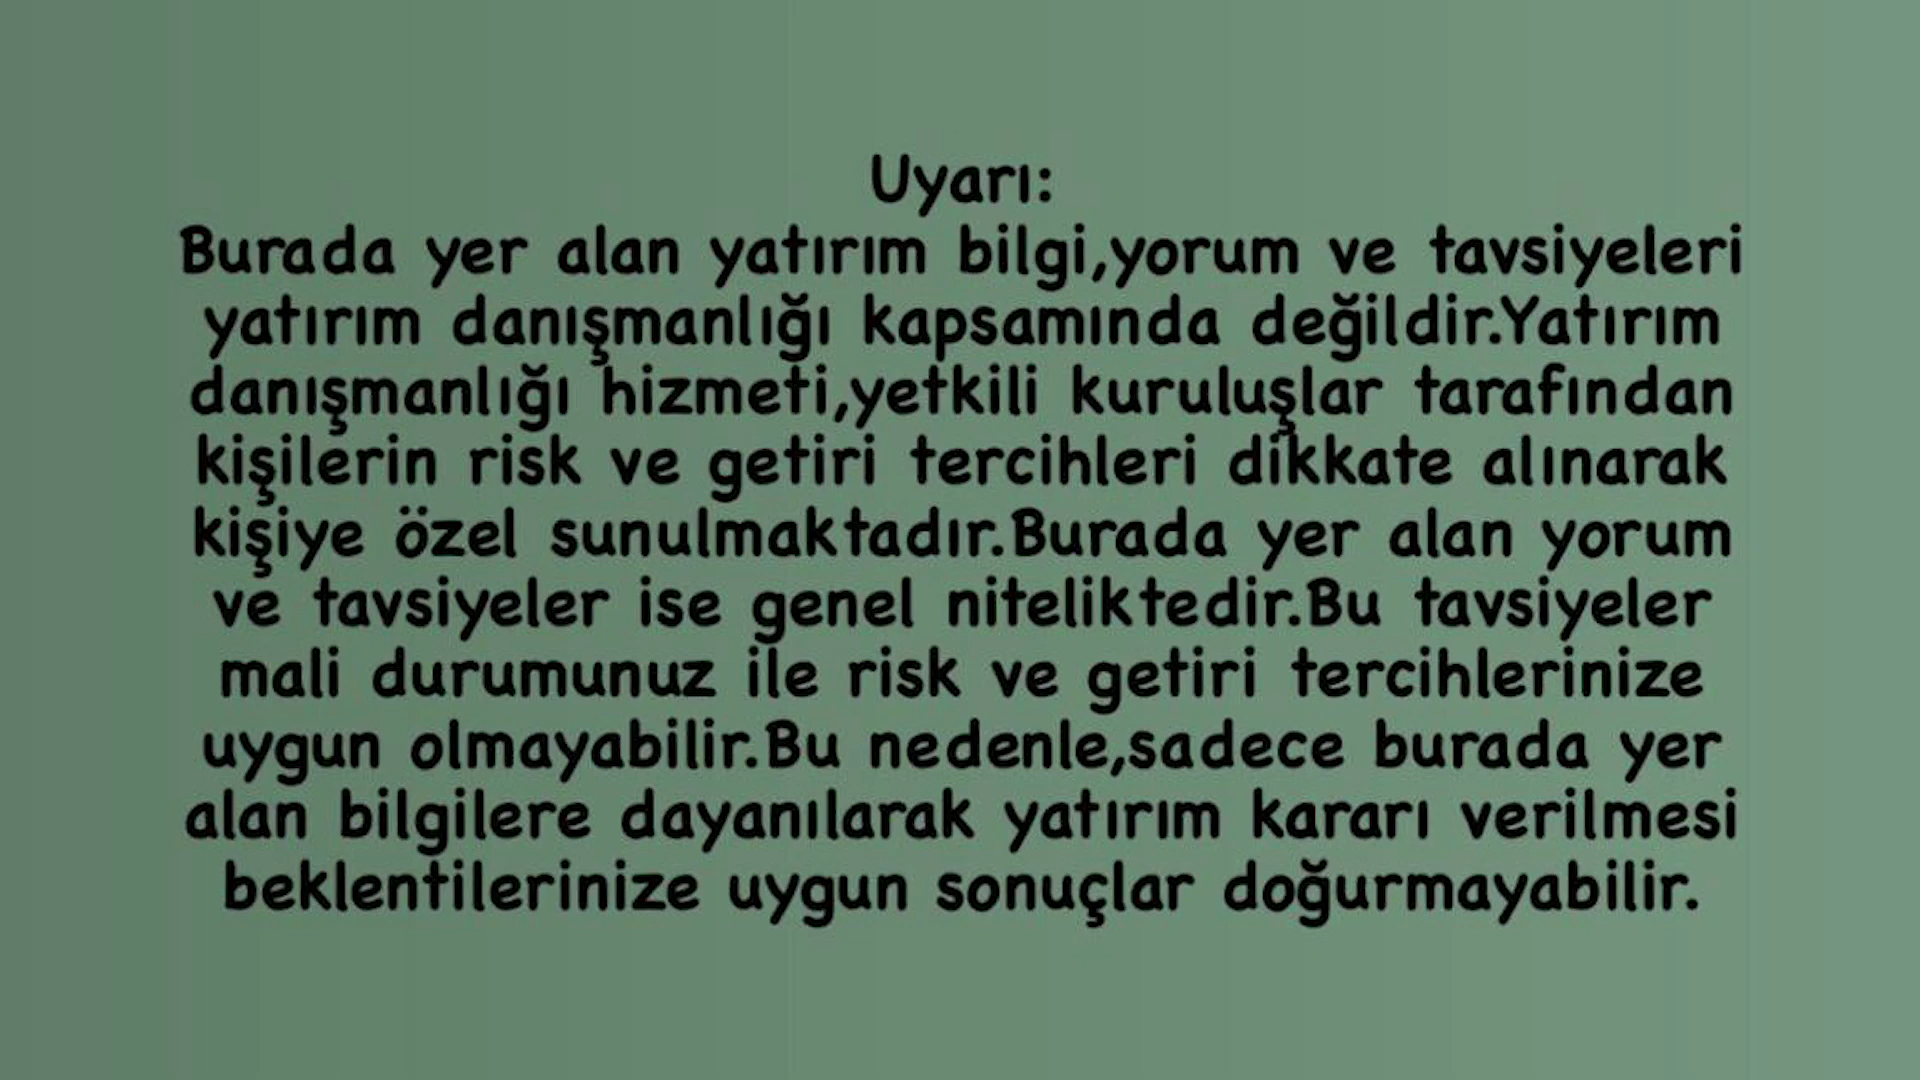 Uyarı:
Burada yer alan yatırım bilgi,yorum ve tavsiyeleri
yatırım danışmanlığı kapsamında değildir.Yatırım
danışmanlığı hizmeti,yetkili kuruluşlar tarafından
kişilerin risk ve getiri tercihleri dikkate alınarak
kişiye özel sunulmaktadır.Burada yer alan yorum
ve tavsiyeler ise genel niteliktedir.Bu tavsiyeler
mali durumunuz ile risk ve getiri tercihlerinize
uygun olmayabilir.Bu nedenle,sadece burada yer
alan bilgilere dayanılarak yatırım kararı verilmesi
beklentilerinize uygun sonuçlar doğurmayabilir.